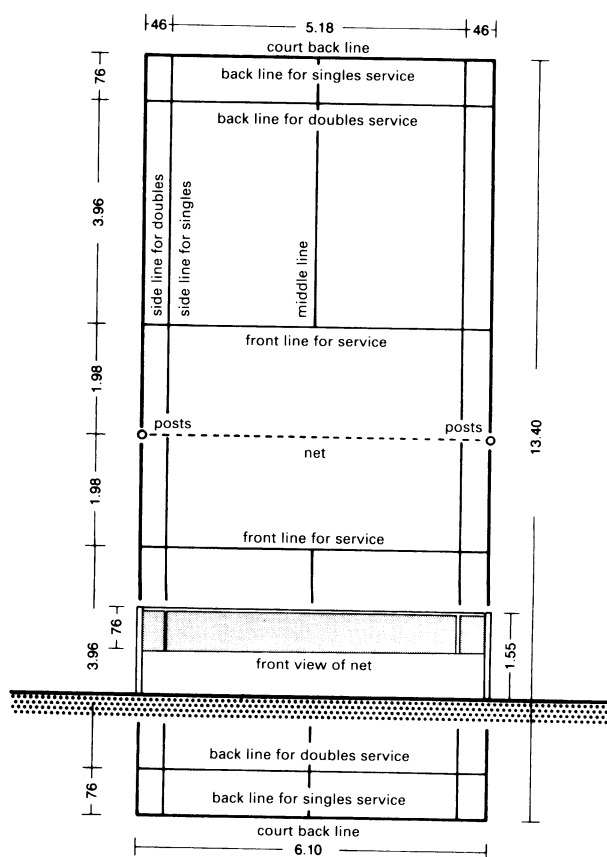 46 5.18 46
court back line
76
back line for singles service
back line for doubles service
3.96
side line for doubles
side line for singles
middle line
front line for service
1.98
posts posts
net
13.40
1.98
front line for service
76
3.96
front view of net
1.55
back line for doubles service
76
back line for singles service
court back line
6.10